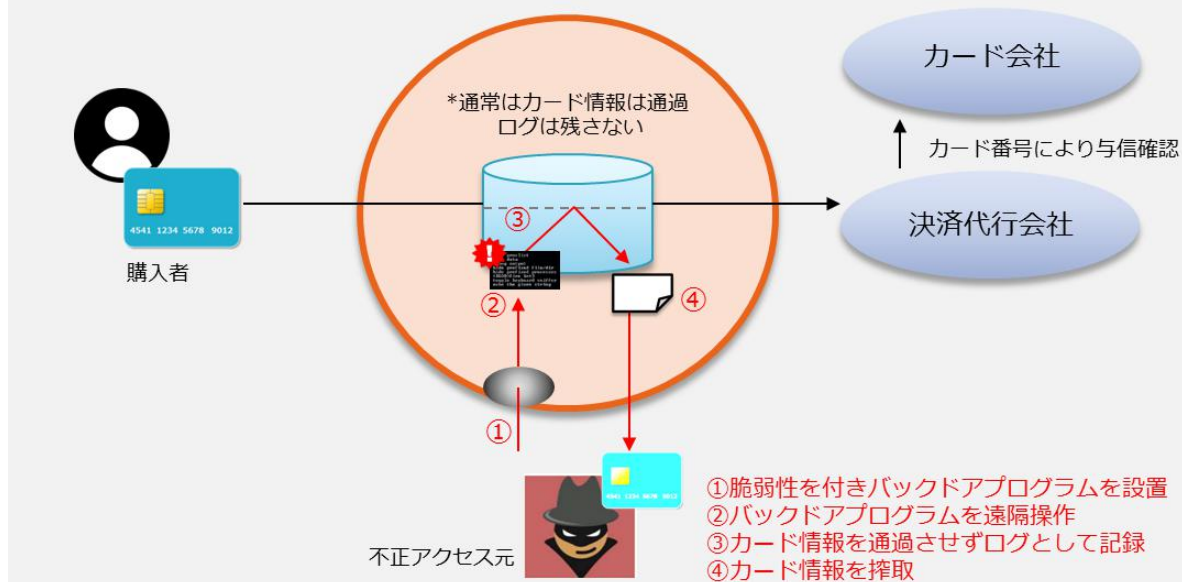 カード会社
*通常はカード情報は通過
ログは残さない
カード番号により与信確認
4541 1234 5678 9012
購入者
決済代行会社
③
②
④
①
4541 1234 5678 9012
不正アクセス元
①脆弱性を付きバックドアプログラムを設置
②バックドアプログラムを遠隔操作
③カード情報を通過させずログとして記録
④カード情報を搾取